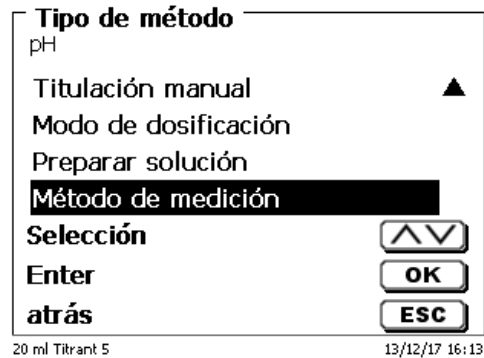 Tipo de método
pH
Titulación manual
Modo de dosificación
Preparar solución
Método de medición
Selección
Enter OK
atrás ESC
20 ml Titrant 5 13/12/17 16:13